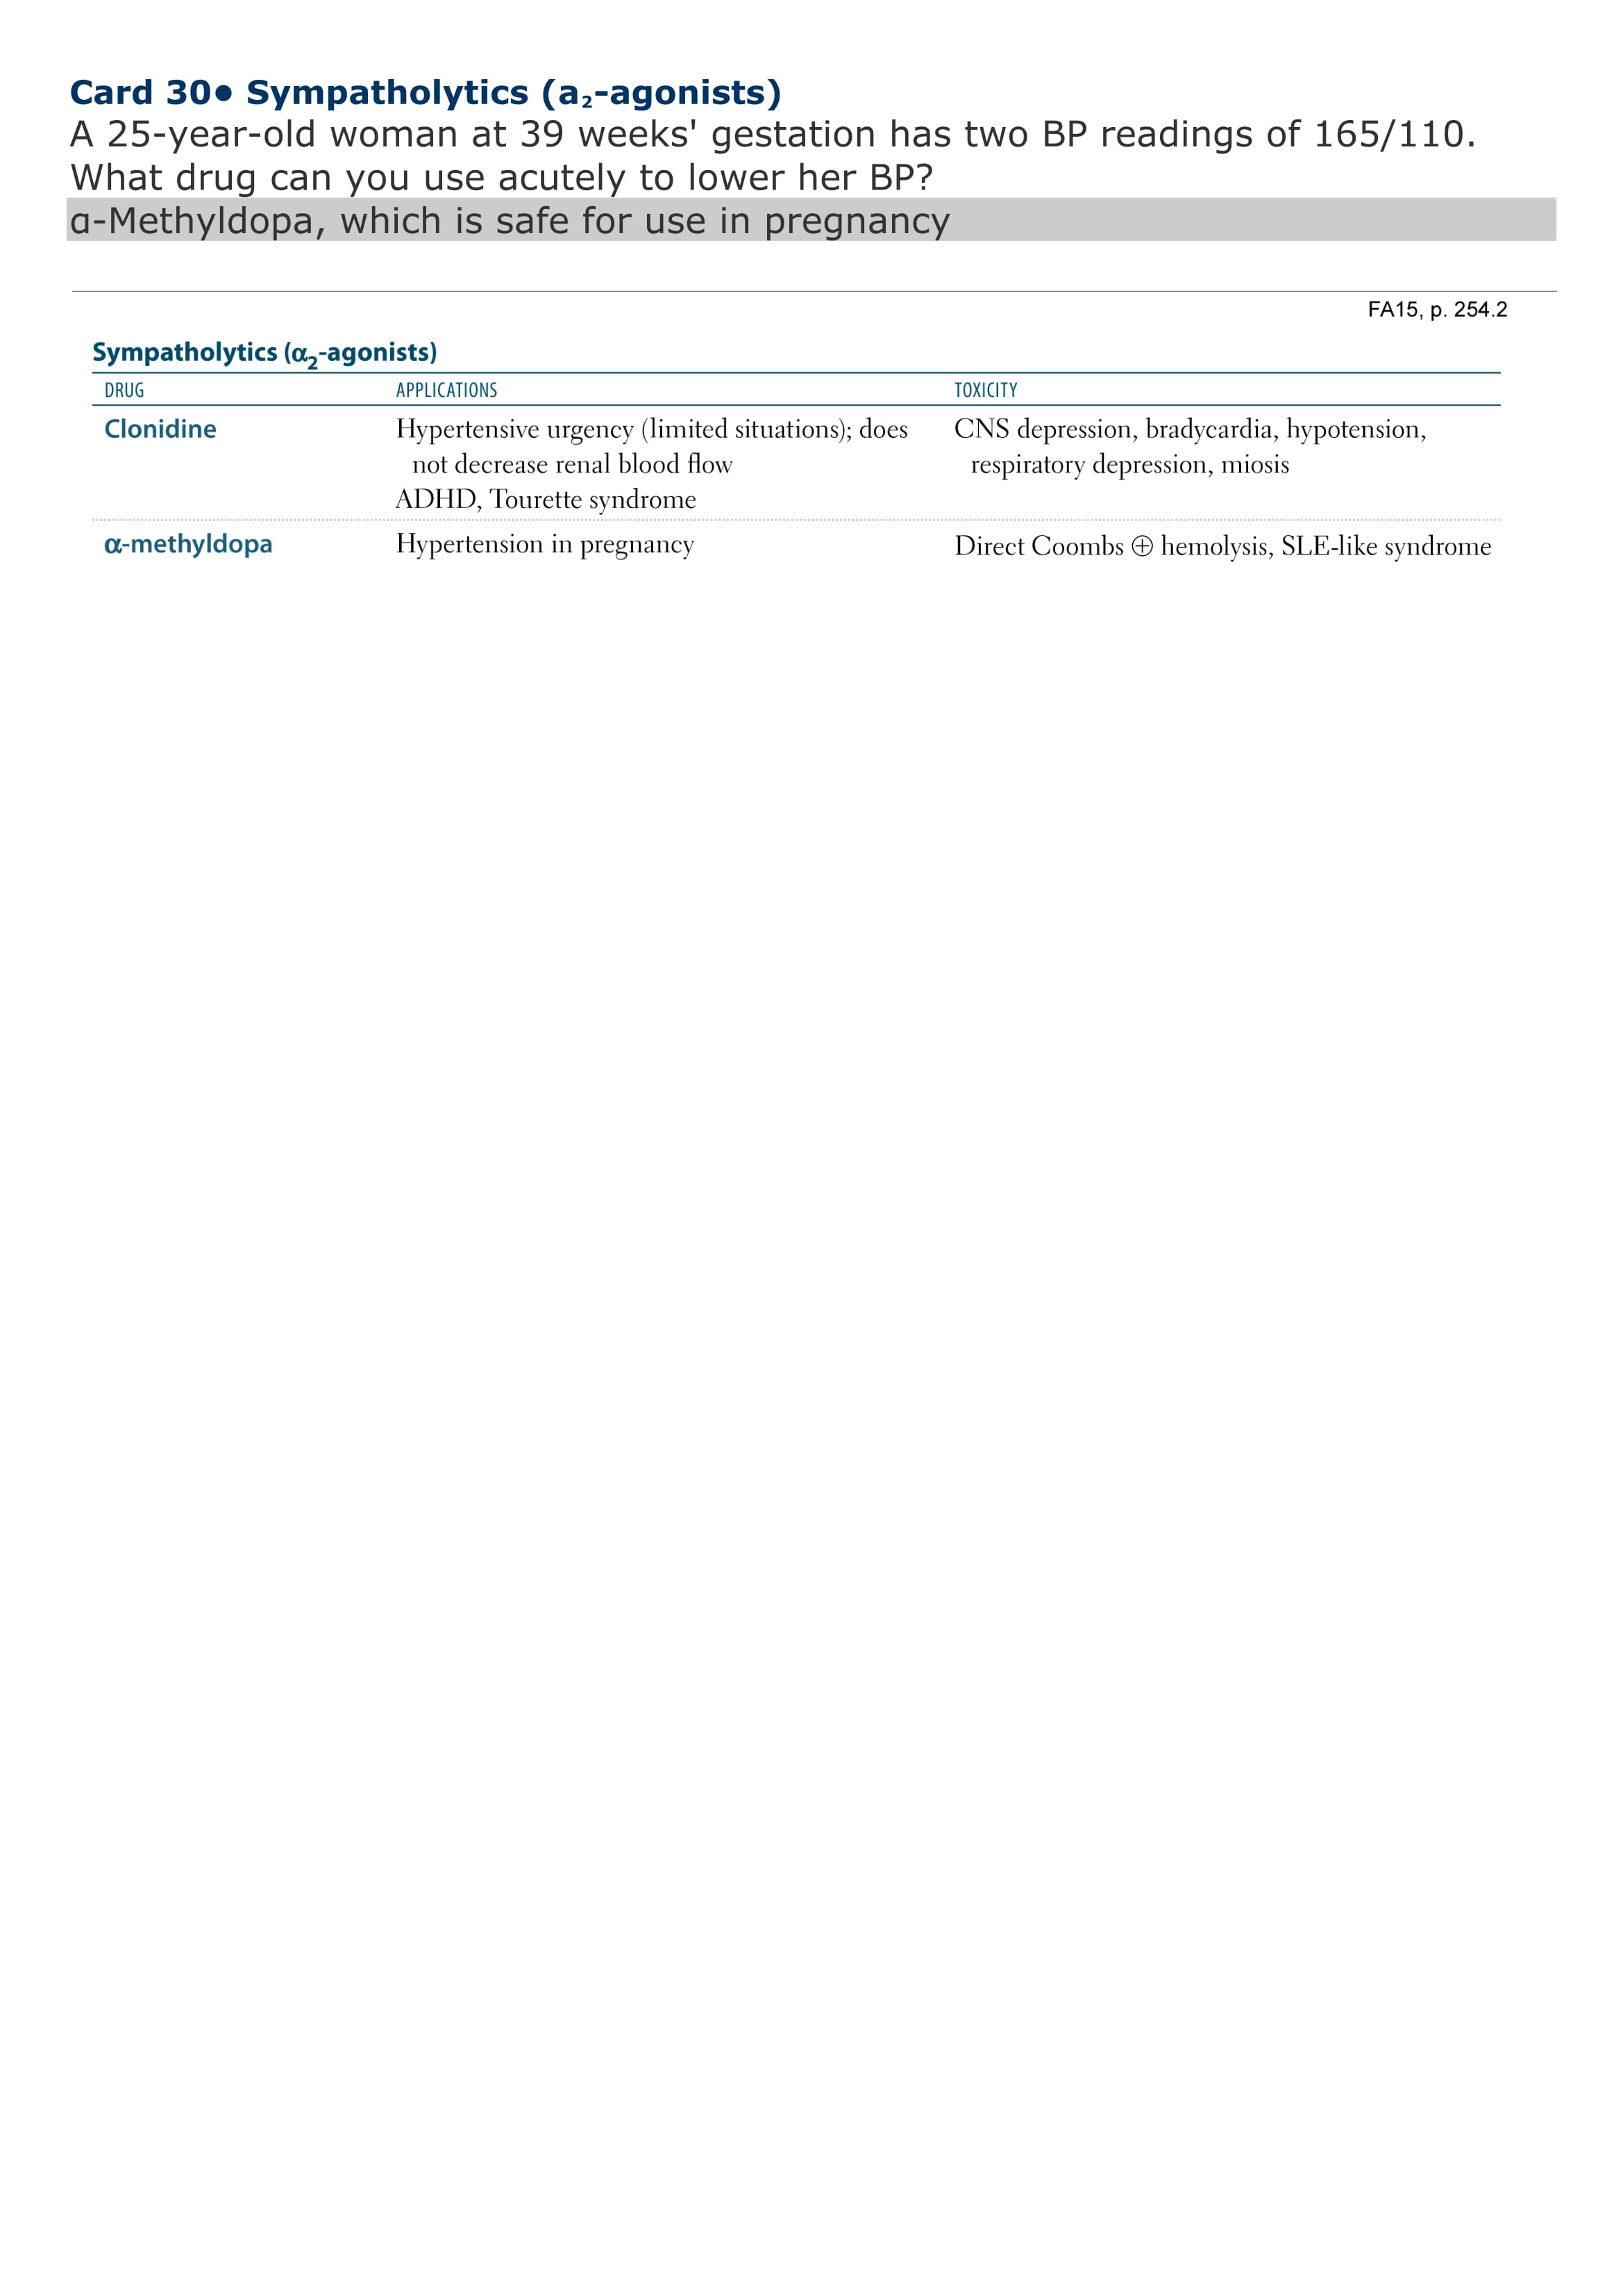 Card 30● Sympatholytics (a₂-agonists)
A 25-year-old woman at 39 weeks' gestation has two BP readings of 165/110.
What drug can you use acutely to lower her BP?
ɑ-Methyldopa, which is safe for use in pregnancy
FA15, p. 254.2
Sympatholytics (α₂-agonists)
DRUG APPLICATIONS TOXICITY
Clonidine Hypertensive urgency (limited situations); does CNS depression, bradycardia, hypotension,
not decrease renal blood flow respiratory depression, miosis
ADHD, Tourette syndrome
α-methyldopa Hypertension in pregnancy Direct Coombs ⊕ hemolysis, SLE-like syndrome